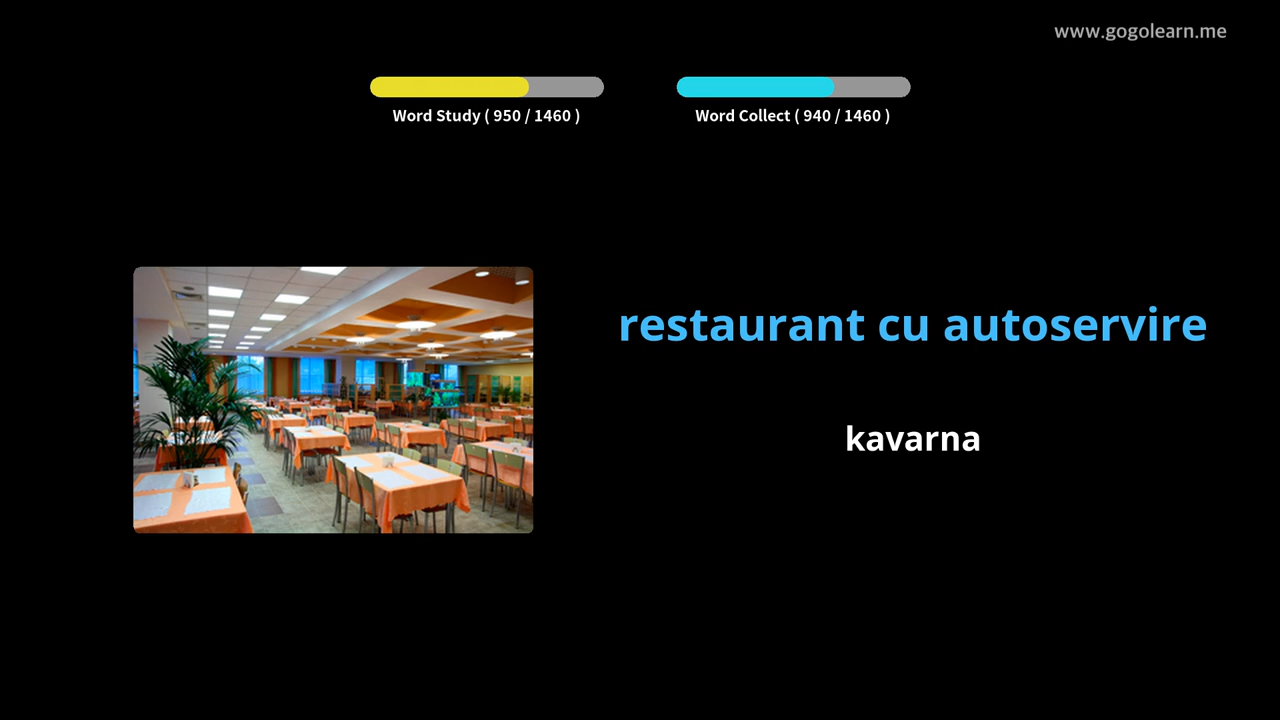 www.gogolearn.me
Word Study ( 950 / 1460 )
Word Collect ( 940 / 1460 )
restaurant cu autoservire
kavarna